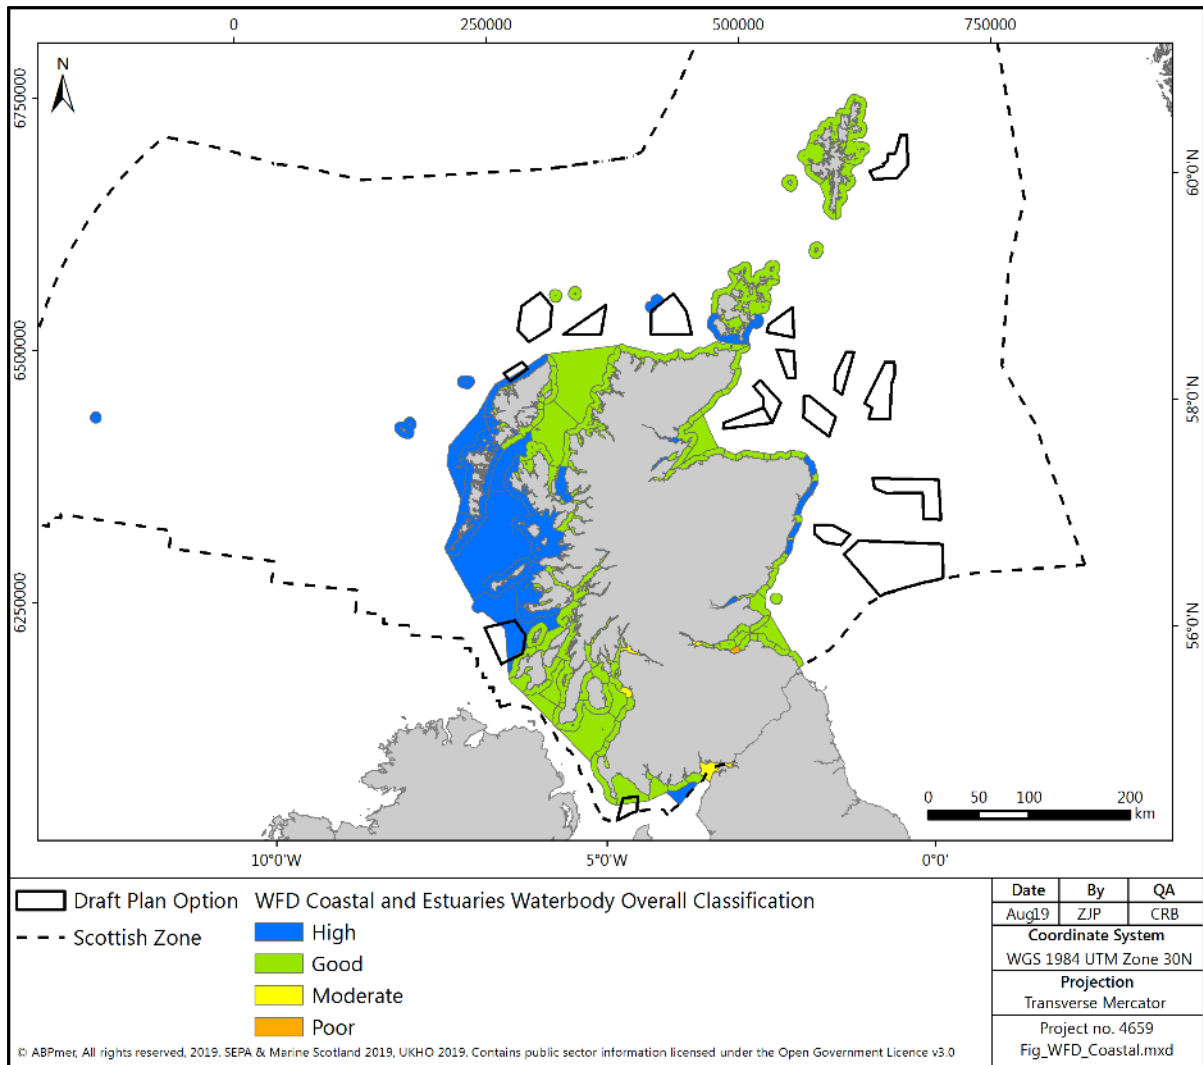 0 250000 500000 750000
N
6750000
6500000
6250000
60°0'N
58°0'N
56°0'N
0 50 100 200
km
10°0'W 5°0'W 0°0'
Draft Plan Option
Scottish Zone
WFD Coastal and Estuaries Waterbody Overall Classification
High
Good
Moderate
Poor
Date By QA
Aug19 ZJP CRB
Coordinate System
WGS 1984 UTM Zone 30N
Projection
Transverse Mercator
Project no. 4659
Fig_WFD_Coastal.mxd
© ABPmer, All rights reserved, 2019. SEPA & Marine Scotland 2019, UKHO 2019. Contains public sector information licensed under the Open Government Licence v3.0